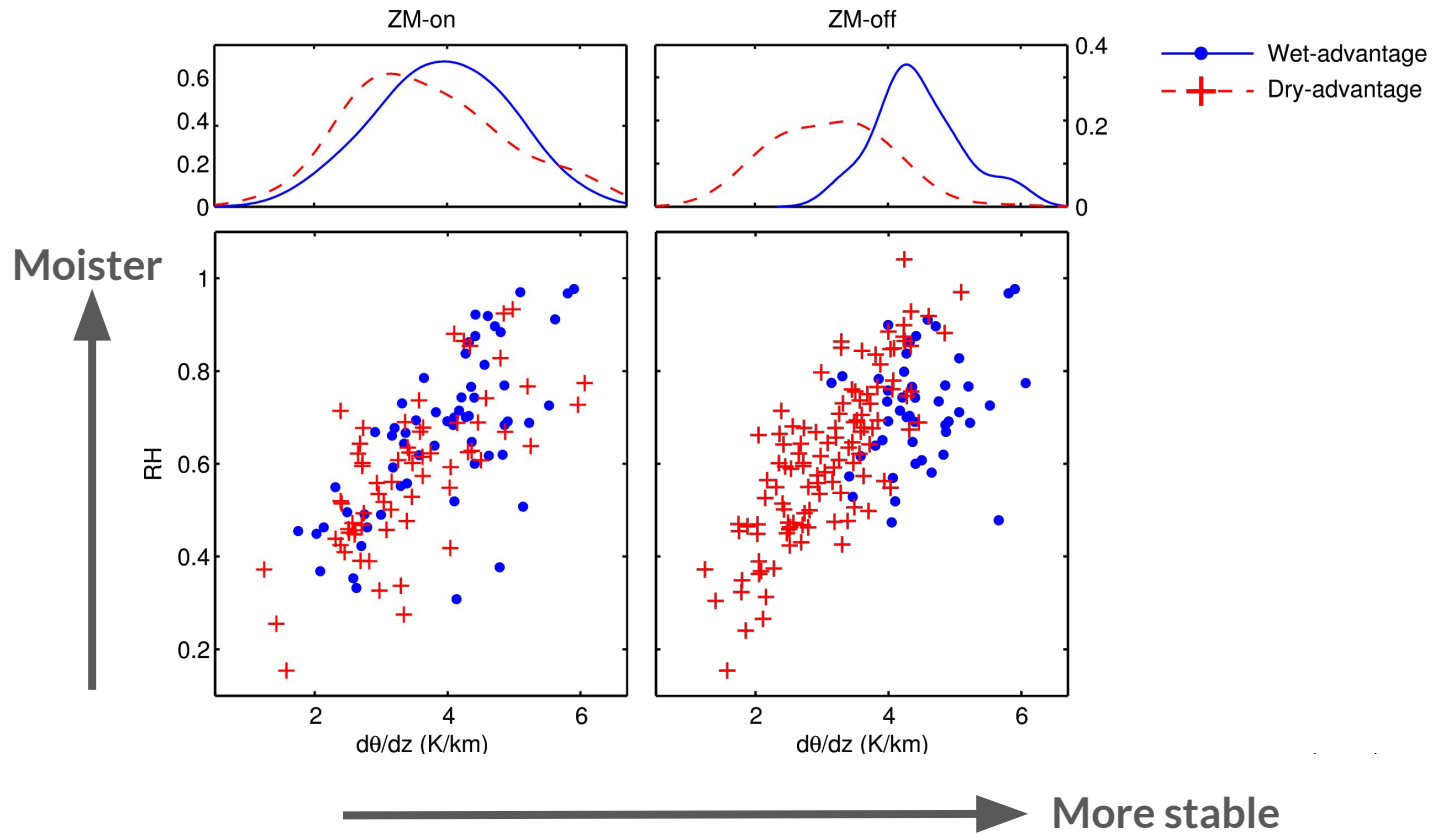 ZM-on
ZM-off
0.6
0.4
0.2
0
0.4
0.2
0
Wet-advantage
Dry-advantage
Moister
1
0.8
0.6
0.4
0.2
RH
2
4
6
2
4
6
dθ/dz (K/km)
dθ/dz (K/km)
More stable